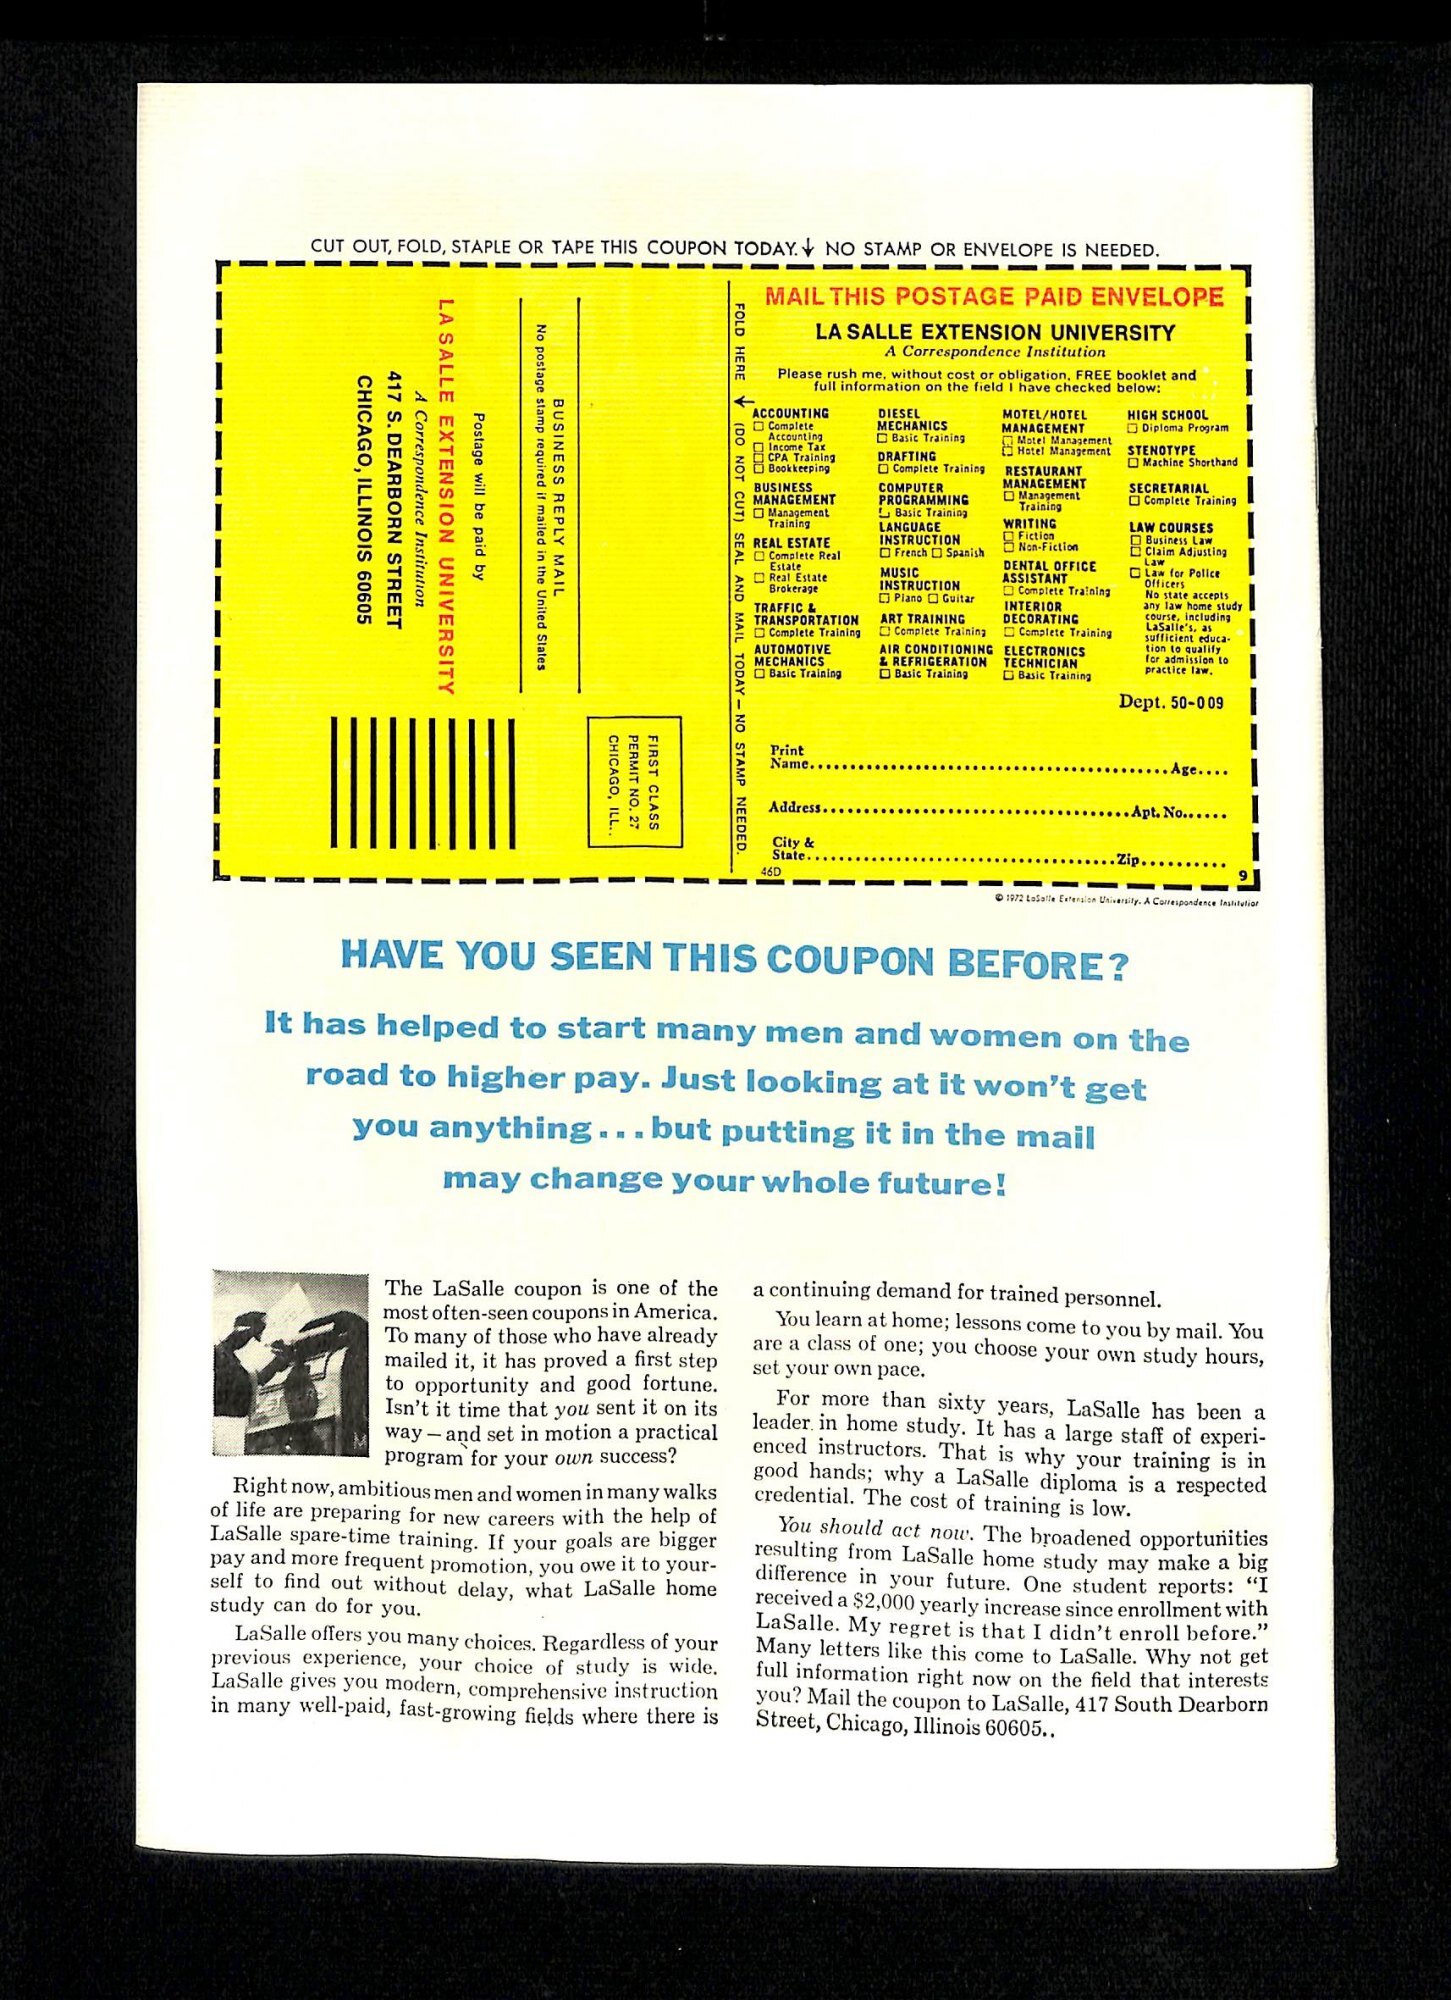 CUT OUT, FOLD, STAPLE OR TAPE THIS COUPON TODAY.↓ NO STAMP OR ENVELOPE IS NEEDED.
LA SALLE EXTENSION UNIVERSITY
A Correspondence Institution
417 S. DEARBORN STREET
CHICAGO, ILLINOIS 60605
Postage will be paid by
No postage stamp required if mailed in the United States
BUSINESS REPLY MAIL
FIRST CLASS
PERMIT NO. 27
CHICAGO, ILL..
FOLD HERE ↓ (DO NOT CUT) SEAL AND MAIL TODAY – NO STAMP NEEDED.
MAIL THIS POSTAGE PAID ENVELOPE
LA SALLE EXTENSION UNIVERSITY
A Correspondence Institution
Please rush me, without cost or obligation, FREE booklet and
full information on the field I have checked below:
ACCOUNTING
☐ Complete
Accounting
☐ Income Tax
☐ CPA Training
☐ Bookkeeping
BUSINESS
MANAGEMENT
☐ Management
Training
REAL ESTATE
☐ Complete Real
Estate
☐ Real Estate
Brokerage
TRAFFIC &
TRANSPORTATION
☐ Complete Training
AUTOMOTIVE
MECHANICS
☐ Basic Training
DIESEL
MECHANICS
☐ Basic Training
DRAFTING
☐ Complete Training
COMPUTER
PROGRAMMING
☐ Basic Training
LANGUAGE
INSTRUCTION
☐ French ☐ Spanish
MUSIC
INSTRUCTION
☐ Piano ☐ Guitar
ART TRAINING
☐ Complete Training
AIR CONDITIONING
& REFRIGERATION
☐ Basic Training
MOTEL/HOTEL
MANAGEMENT
☐ Motel Management
☐ Hotel Management
RESTAURANT
MANAGEMENT
☐ Management
Training
WRITING
☐ Fiction
☐ Non-Fiction
DENTAL OFFICE
ASSISTANT
☐ Complete Training
INTERIOR
DECORATING
☐ Complete Training
ELECTRONICS
TECHNICIAN
☐ Basic Training
HIGH SCHOOL
☐ Diploma Program
STENOTYPE
☐ Machine Shorthand
SECRETARIAL
☐ Complete Training
LAW COURSES
☐ Business Law
☐ Claim Adjusting
Law
☐ Law for Police
Officers
No state accepts
any law home study
course, including
LaSalle's, as
sufficient educa-
tion to qualify
for admission to
practice law.
Dept. 50-009
Print
Name..........................................Age....
Address....................................Apt. No......
City &
State....................................Zip..........
46D
9
© 1972 LaSalle Extension University. A Correspondence Institution
HAVE YOU SEEN THIS COUPON BEFORE?
It has helped to start many men and women on the
road to higher pay. Just looking at it won't get
you anything...but putting it in the mail
may change your whole future!
The LaSalle coupon is one of the
most often-seen coupons in America.
To many of those who have already
mailed it, it has proved a first step
to opportunity and good fortune.
Isn't it time that you sent it on its
way – and set in motion a practical
program for your own success?
Right now, ambitious men and women in many walks
of life are preparing for new careers with the help of
LaSalle spare-time training. If your goals are bigger
pay and more frequent promotion, you owe it to your-
self to find out without delay, what LaSalle home
study can do for you.
LaSalle offers you many choices. Regardless of your
previous experience, your choice of study is wide.
LaSalle gives you modern, comprehensive instruction
in many well-paid, fast-growing fields where there is
a continuing demand for trained personnel.
You learn at home; lessons come to you by mail. You
are a class of one; you choose your own study hours,
set your own pace.
For more than sixty years, LaSalle has been a
leader in home study. It has a large staff of experi-
enced instructors. That is why your training is in
good hands; why a LaSalle diploma is a respected
credential. The cost of training is low.
You should act now. The broadened opportunities
resulting from LaSalle home study may make a big
difference in your future. One student reports: "I
received a $2,000 yearly increase since enrollment with
LaSalle. My regret is that I didn't enroll before."
Many letters like this come to LaSalle. Why not get
full information right now on the field that interests
you? Mail the coupon to LaSalle, 417 South Dearborn
Street, Chicago, Illinois 60605..